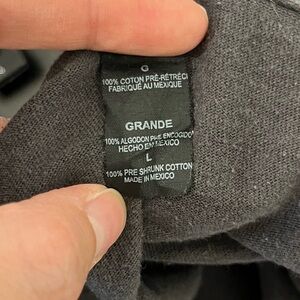 G
100% COTON PRÉ-RÉTRÉCI
FABRIQUÉ AU MEXIQUE
GRANDE
100% ALGODON PRE ENCOGIDO
HECHO EN MEXICO
L
100% PRE SHRUNK COTTON
MADE IN MEXICO